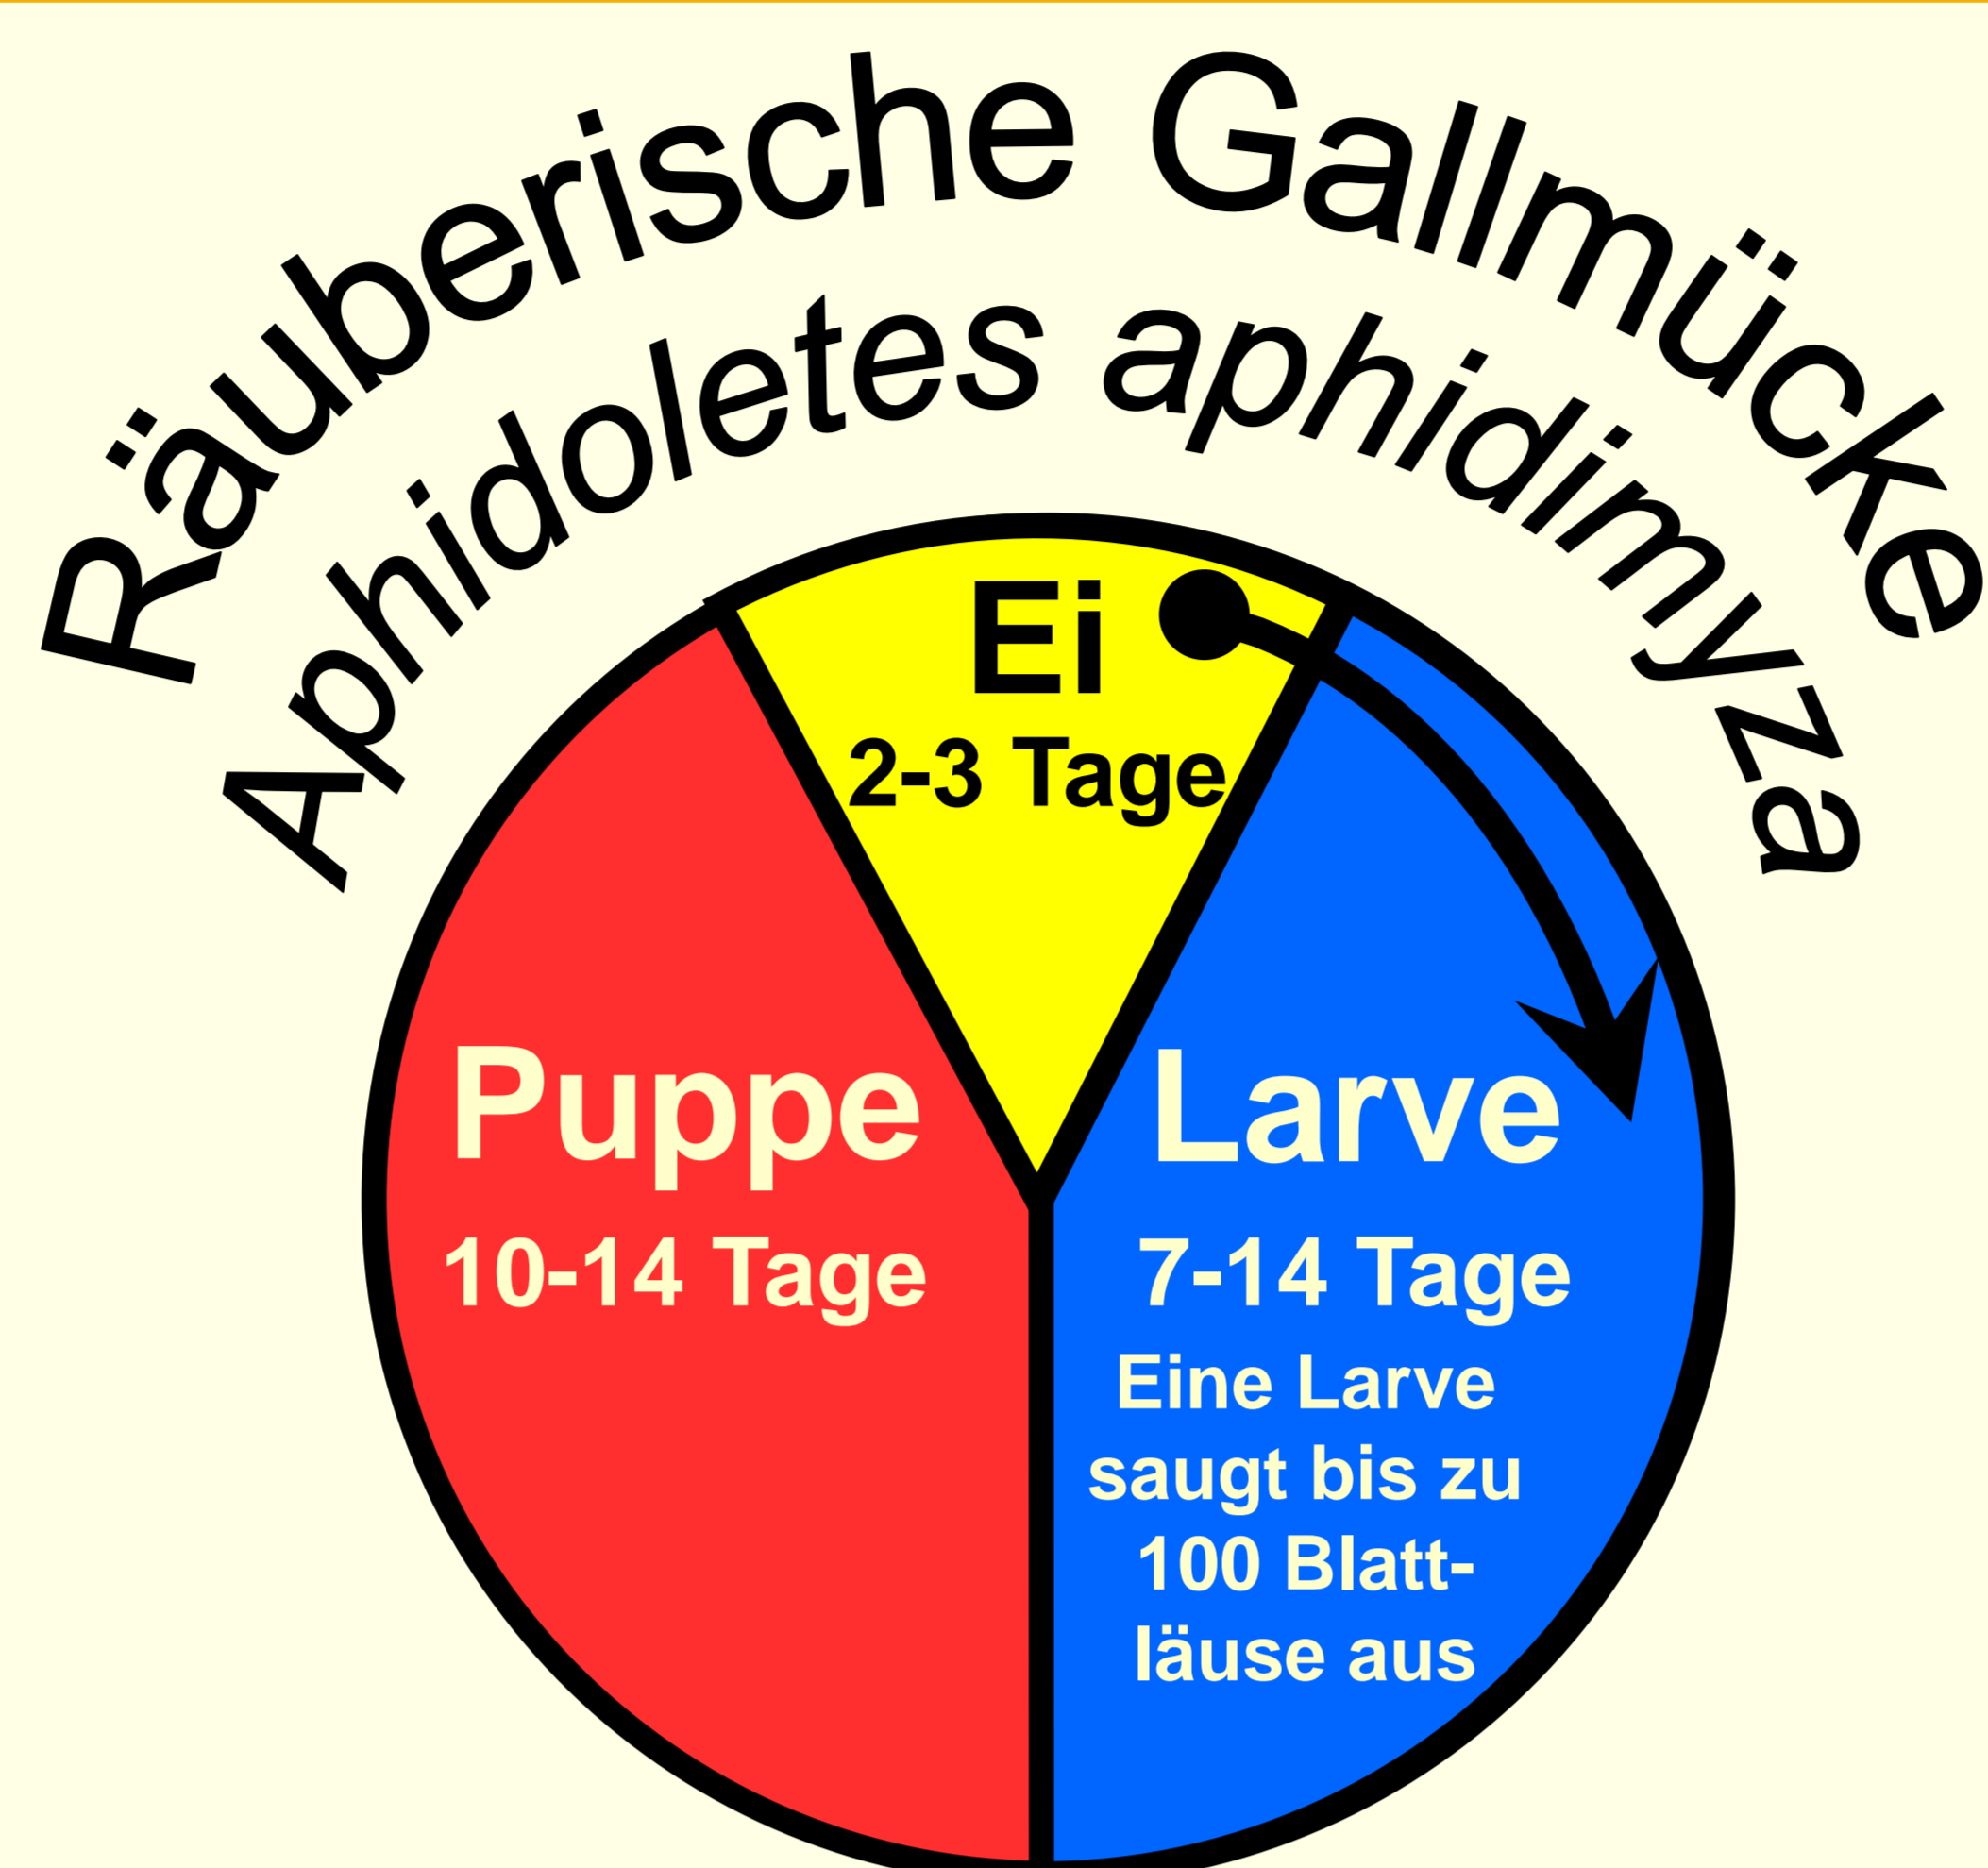 Räuberische Gallmücke
Aphidoletes aphidimyza
Ei
2-3 Tage
Puppe
10-14 Tage
Larve
7-14 Tage
Eine Larve
saugt bis zu
100 Blatt-
läuse aus